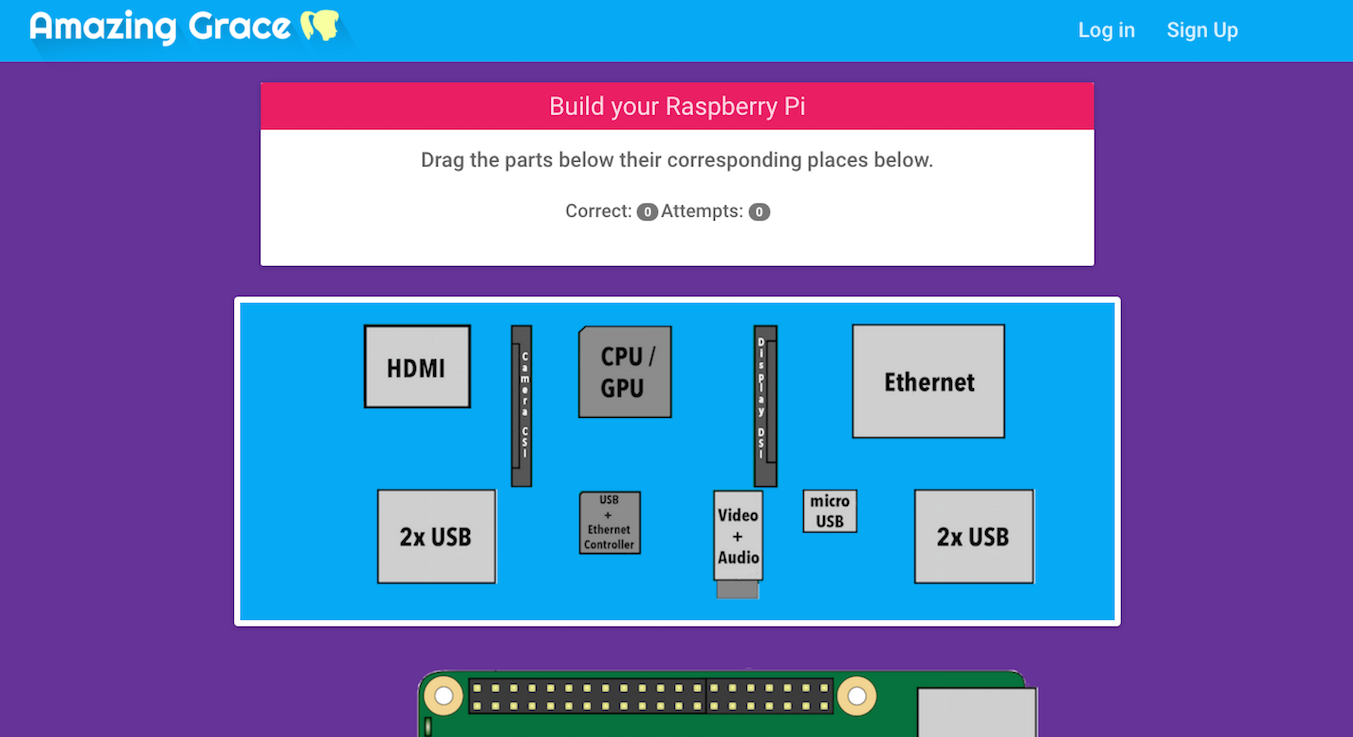 Amazing Grace
Log in
Sign Up
Build your Raspberry Pi
Drag the parts below their corresponding places below.
Correct: 0 Attempts: 0
HDMI
Camera CSI
CPU /
GPU
Display DSI
Ethernet
2x USB
USB
+
Ethernet
Controller
Video
+
Audio
micro
USB
2x USB